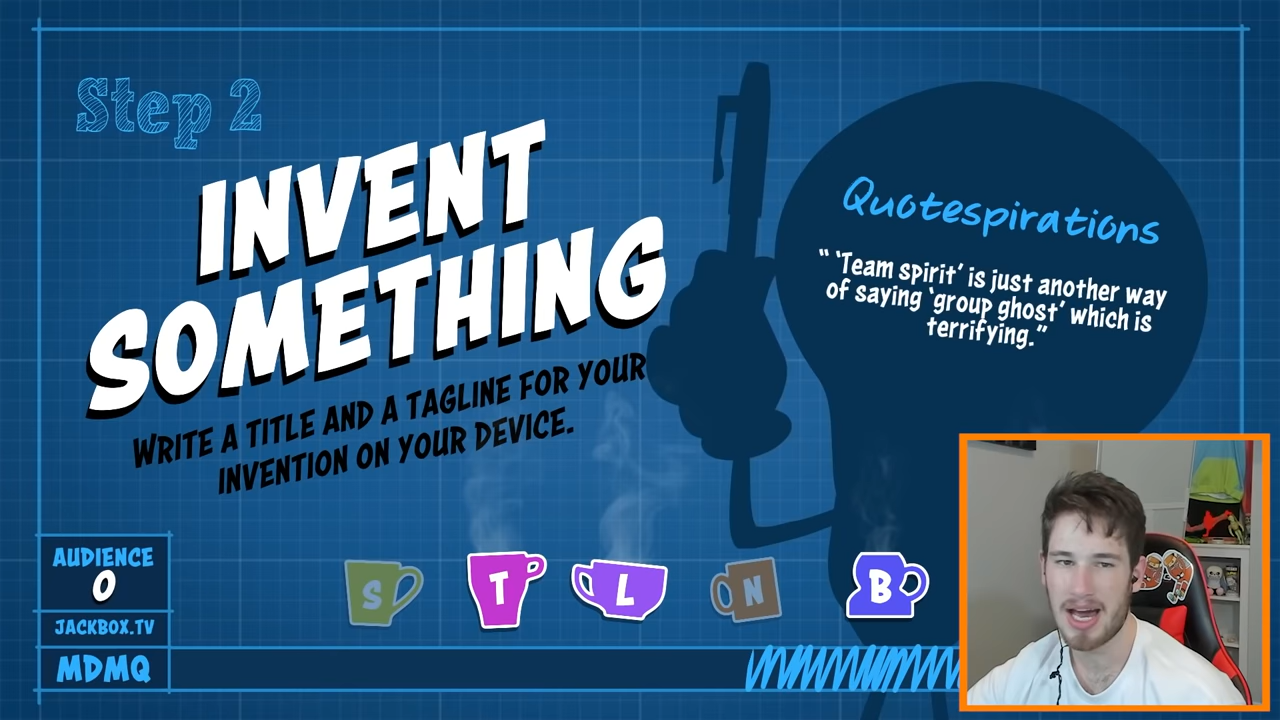 Step 2
INVENT
SOMETHING
WRITE A TITLE AND A TAGLINE FOR YOUR
INVENTION ON YOUR DEVICE.
Quotespirations
“ ‘Team spirit’ is just another way
of saying ‘group ghost’ which is
terrifying.”
AUDIENCE
0
JACKBOX.TV
MDMQ
S
T
L
N
B